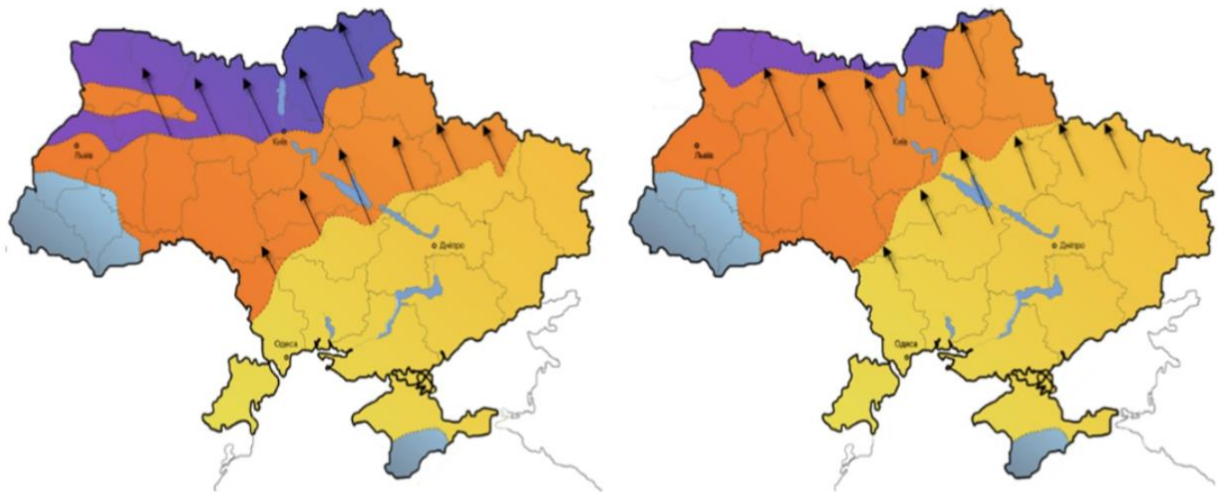 Київ
Львів
Дніпро
Одеса
Київ
Львів
Дніпро
Одеса